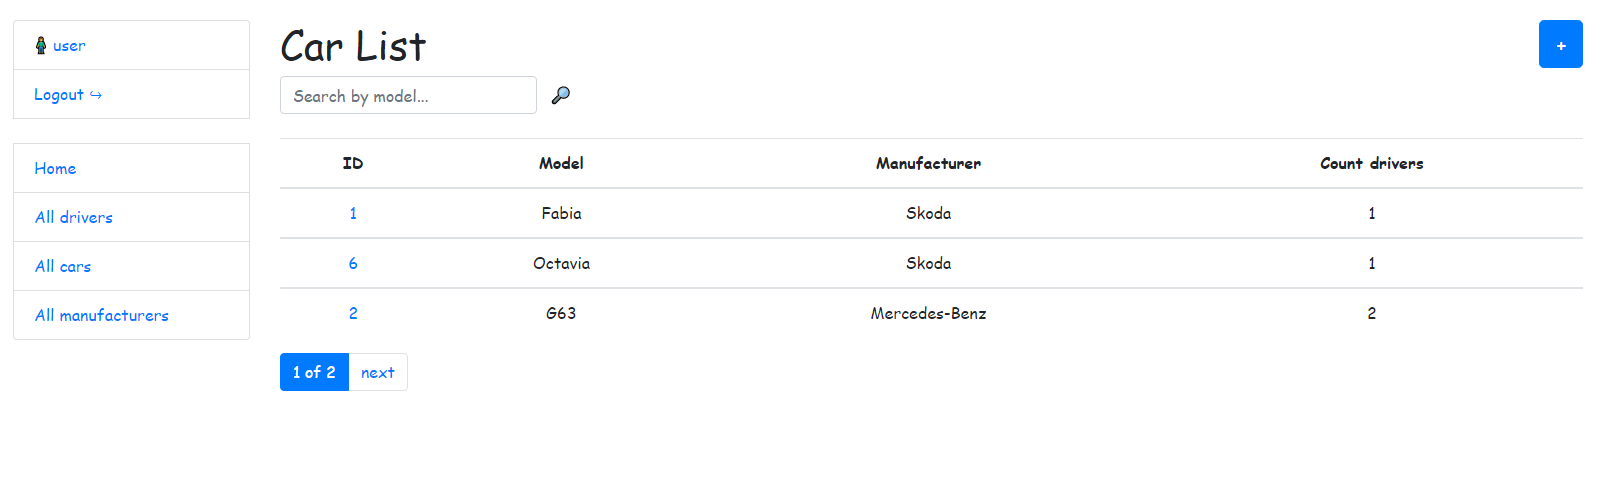 user
Logout ↪
Home
All drivers
All cars
All manufacturers
Car List
+
Search by model...
ID Model Manufacturer Count drivers
1 Fabia Skoda 1
6 Octavia Skoda 1
2 G63 Mercedes-Benz 2
1 of 2 next